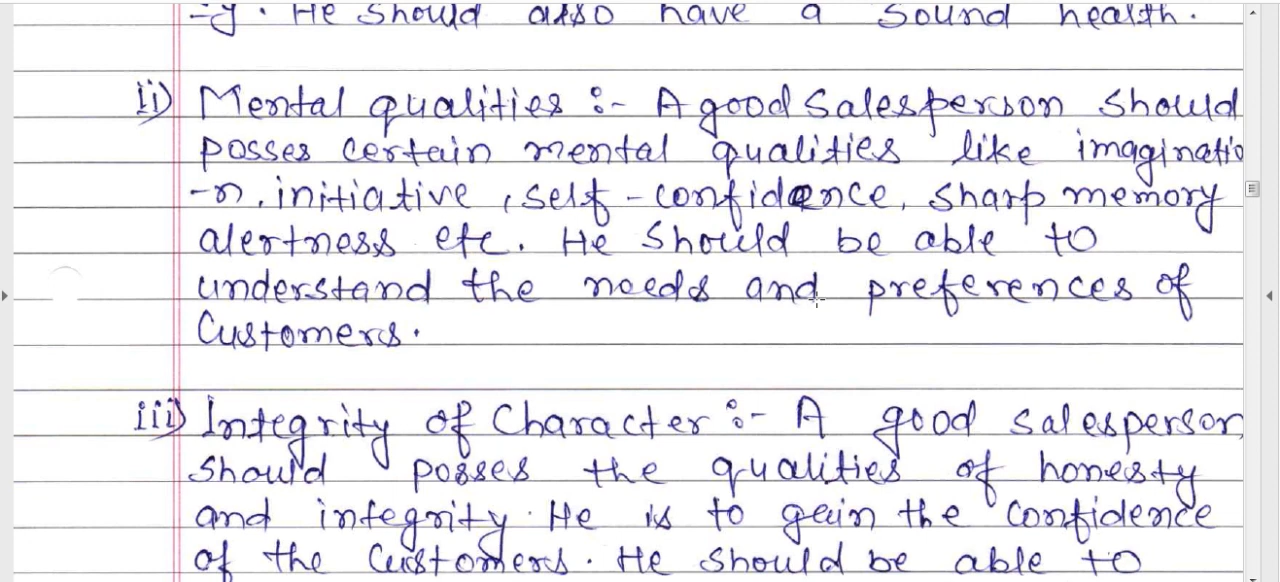 -y. He should also have a sound health.
ii) Mental qualities :- A good salesperson should
posses certain mental qualities like imaginatio
-n, initiative, self-confidence, sharp memory
alertness etc. He should be able to
understand the needs and preferences of
Customers.
iii) Integrity of Character :- A good salesperson
should posses the qualities of honesty
and integrity. He is to gain the confidence
of the customers. He should be able to